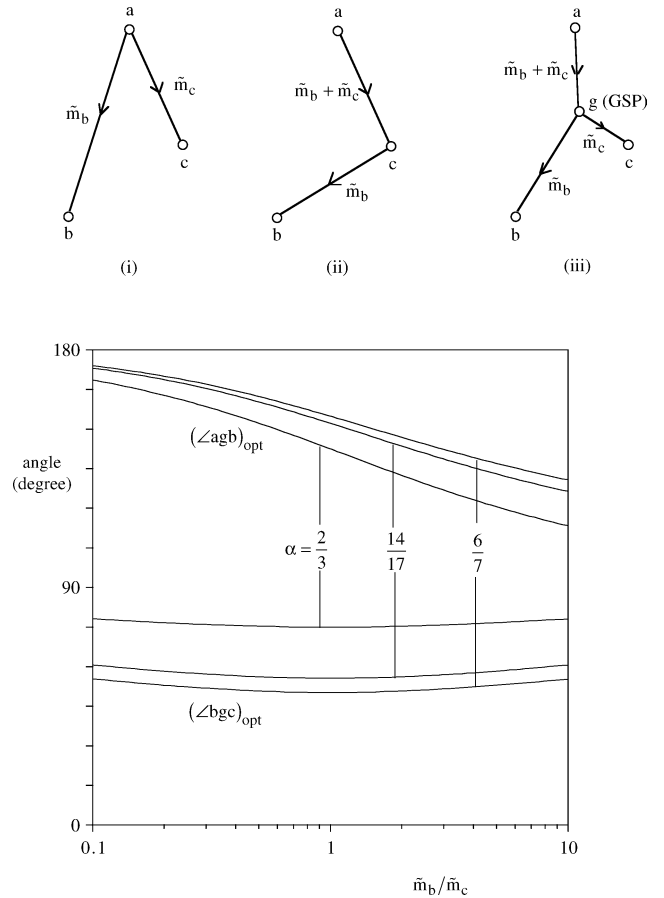 a
m̃b
m̃c
c
b
(i)
a
m̃b + m̃c
c
m̃b
b
(ii)
a
m̃b + m̃c
g (GSP)
m̃c
c
m̃b
b
(iii)
180
(∠agb)opt
angle
(degree)
α = 2/3
14/17
6/7
90
(∠bgc)opt
0
0.1
1
10
m̃b/m̃c